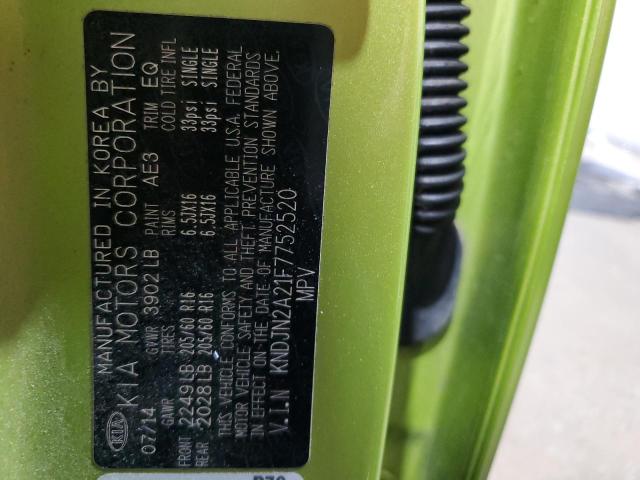 MANUFACTURED IN KOREA BY
KIA KIA MOTORS CORPORATION
07/14 GVWR 3902 LB PAINT AE3 TRIM EQ
GAWR TIRES RIMS COLD TIRE INFL
FRONT 2249 LB 205/60 R16 6.5JX16 33psi SINGLE
REAR 2028 LB 205/60 R16 6.5JX16 33psi SINGLE
THIS VEHICLE CONFORMS TO ALL APPLICABLE U.S.A. FEDERAL
MOTOR VEHICLE SAFETY AND THEFT PREVENTION STANDARDS
IN EFFECT ON THE DATE OF MANUFACTURE SHOWN ABOVE.
V.I.N KNDJN2A21F7752520
MPV